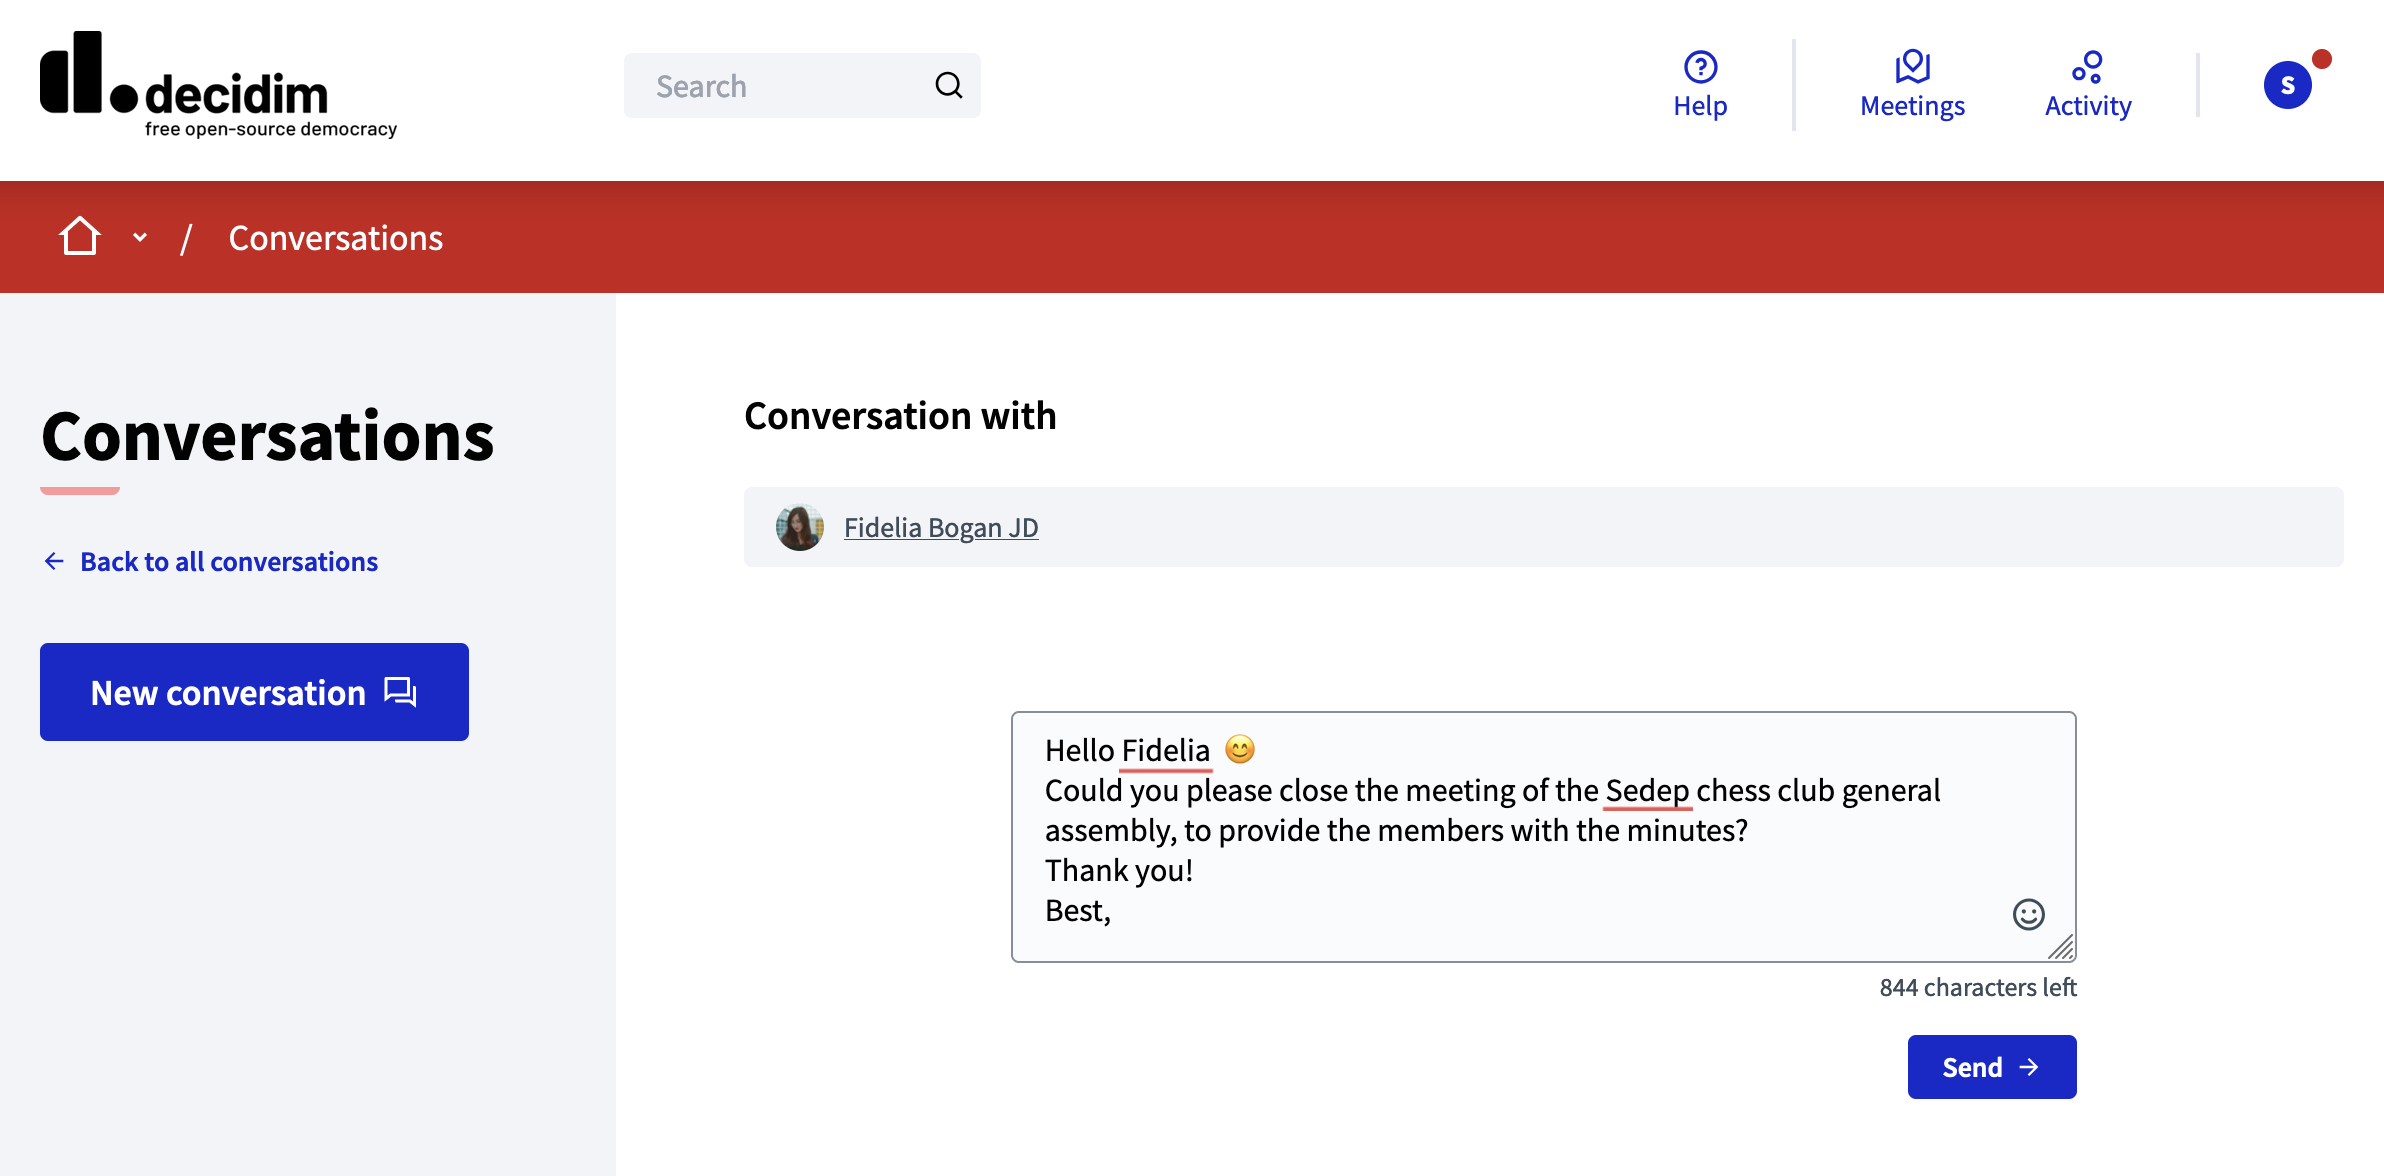 decidim
free open-source democracy
Search
Help
Meetings
Activity
S
/ Conversations
Conversations
← Back to all conversations
New conversation
Conversation with
Fidelia Bogan JD
Hello Fidelia 😊
Could you please close the meeting of the Sedep chess club general
assembly, to provide the members with the minutes?
Thank you!
Best,
844 characters left
Send →